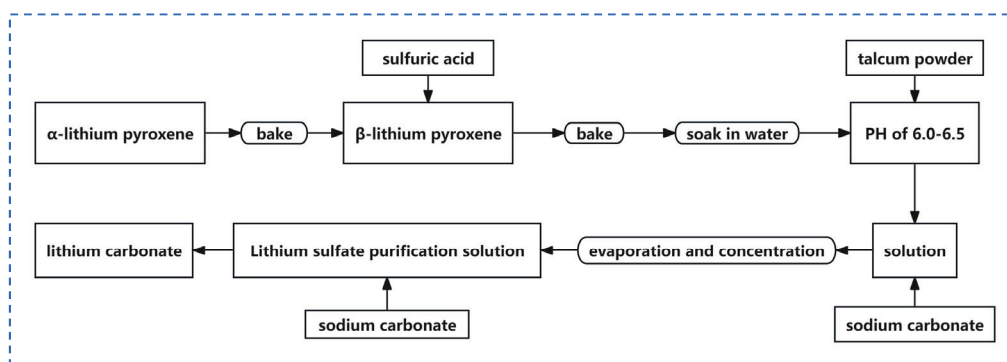 sulfuric acid
talcum powder
α-lithium pyroxene
bake
β-lithium pyroxene
bake
soak in water
PH of 6.0-6.5
lithium carbonate
Lithium sulfate purification solution
evaporation and concentration
solution
sodium carbonate
sodium carbonate